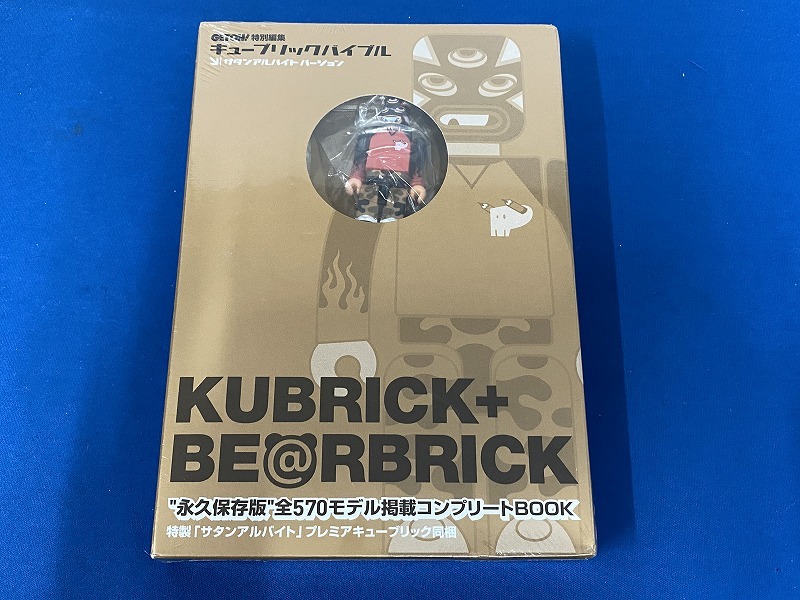 GETON! 特別編集
キューブリックバイブル
サタンアルバイトバージョン
KUBRICK+
BE@RBRICK
"永久保存版"全570モデル掲載コンプリートBOOK
特製「サタンアルバイト」プレミアキューブリック同梱